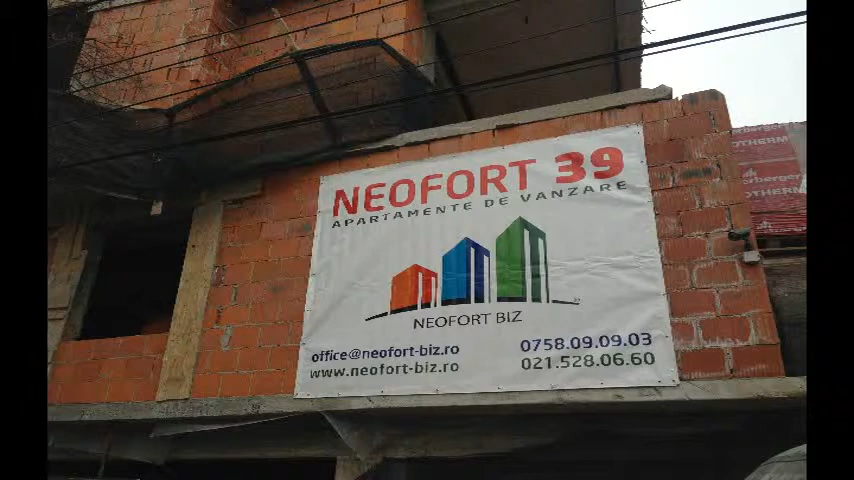 NEOFORT 39
APARTAMENTE DE VANZARE
NEOFORT BIZ
office@neofort-biz.ro
www.neofort-biz.ro
0758.09.09.03
021.528.06.60